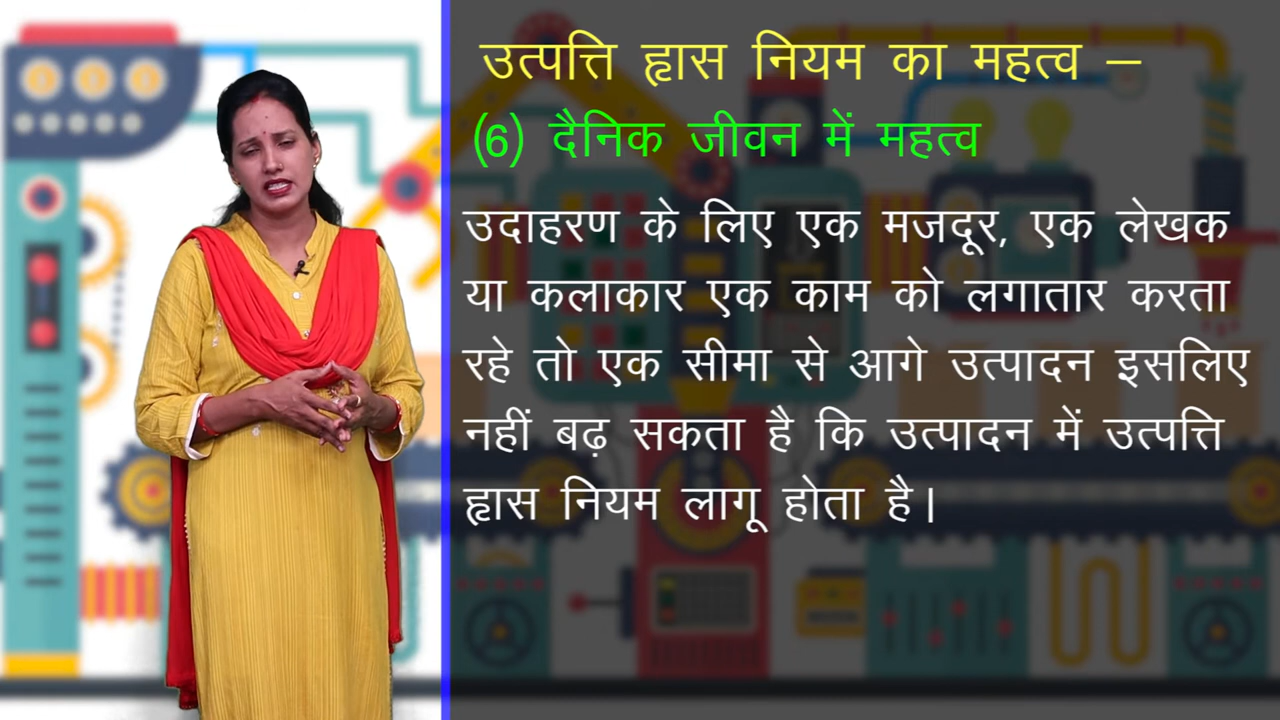 उत्पत्ति ह्रास नियम का महत्व –
(6) दैनिक जीवन में महत्व
उदाहरण के लिए एक मजदूर, एक लेखक
या कलाकार एक काम को लगातार करता
रहे तो एक सीमा से आगे उत्पादन इसलिए
नहीं बढ़ सकता है कि उत्पादन में उत्पत्ति
ह्रास नियम लागू होता है|